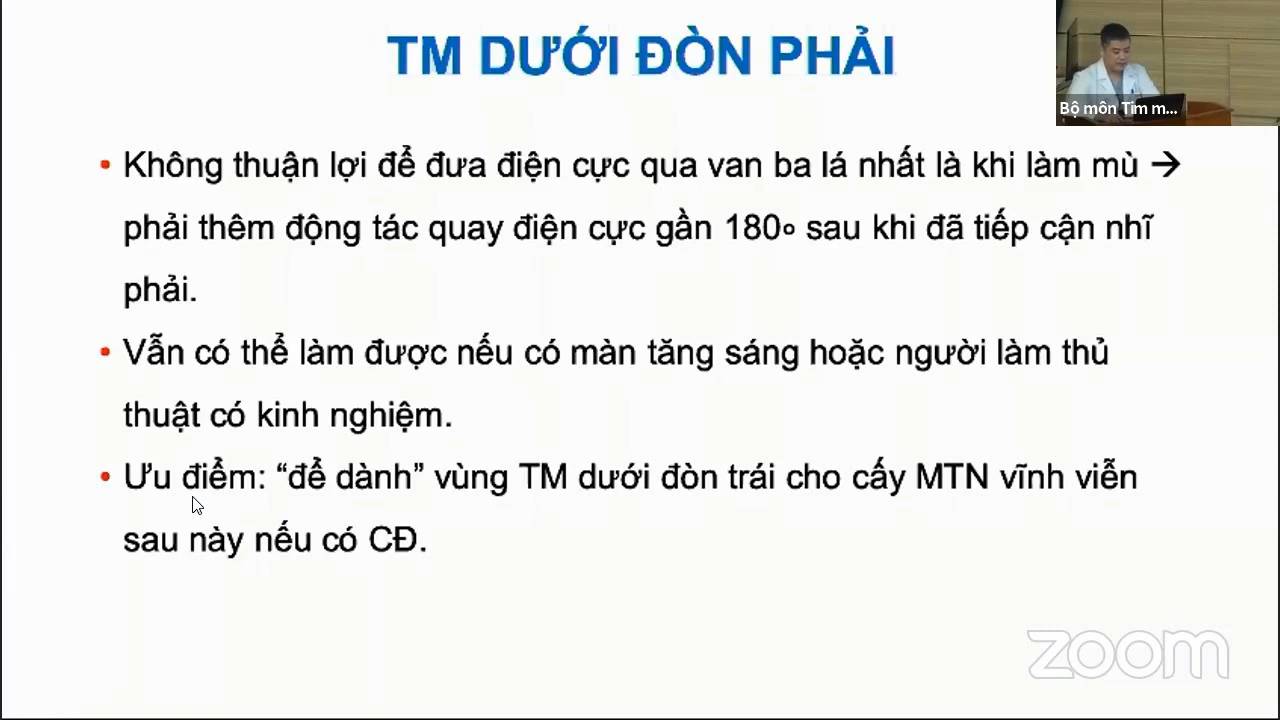 TM DƯỚI ĐÒN PHẢI
Bộ môn Tim m...
• Không thuận lợi để đưa điện cực qua van ba lá nhất là khi làm mù →
phải thêm động tác quay điện cực gần 180° sau khi đã tiếp cận nhĩ
phải.
• Vẫn có thể làm được nếu có màn tăng sáng hoặc người làm thủ
thuật có kinh nghiệm.
• Ưu điểm: “để dành” vùng TM dưới đòn trái cho cấy MTN vĩnh viễn
sau này nếu có CĐ.
zoom